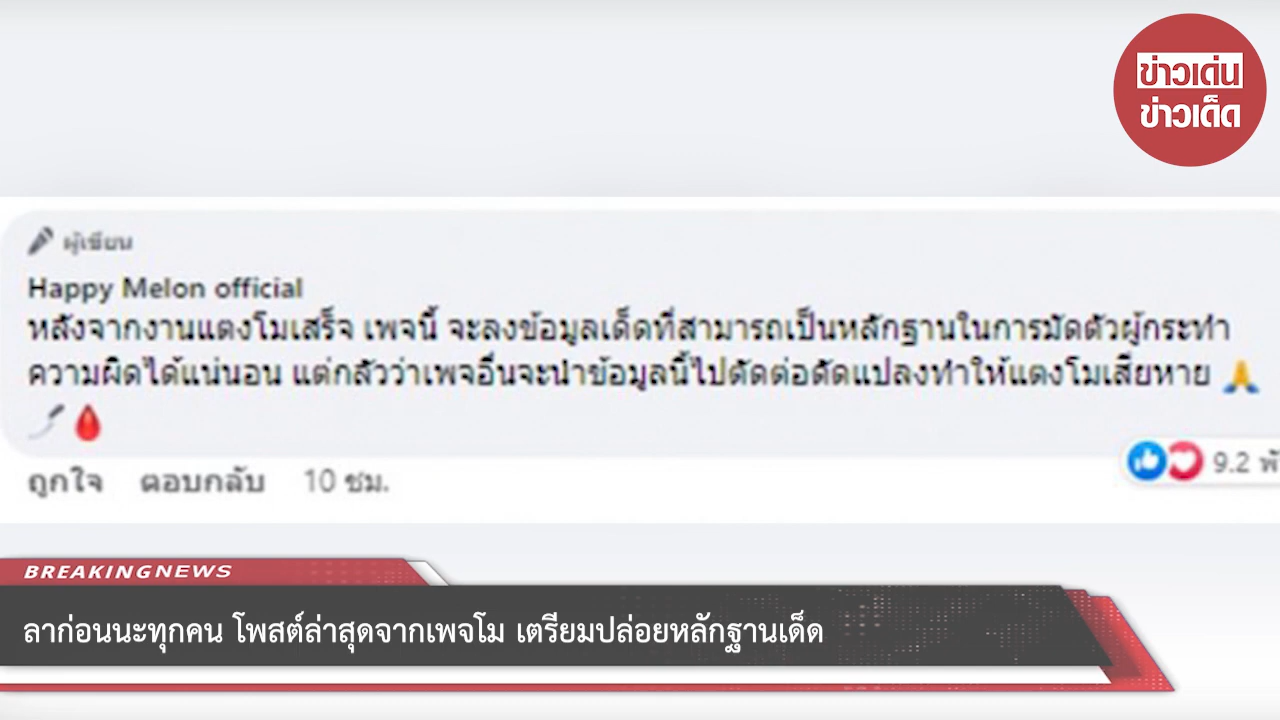 ข่าวเด่น
ข่าวเด็ด
ผู้เขียน
Happy Melon official
หลังจากงานแตงโมเสร็จ เพจนี้ จะลงข้อมูลเด็ดที่สามารถเป็นหลักฐานในการมัดตัวผู้กระทำ
ความผิดได้แน่นอน แต่กลัวว่าเพจอื่นจะนำข้อมูลนี้ไปดัดต่อดัดแปลงทำให้แตงโมเสียหาย 🙏
🎤🩸
ถูกใจ ตอบกลับ 10 ชม.
9.2 พั
BREAKINGNEWS
ลาก่อนนะทุกคน โพสต์ล่าสุดจากเพจโม เตรียมปล่อยหลักฐานเด็ด